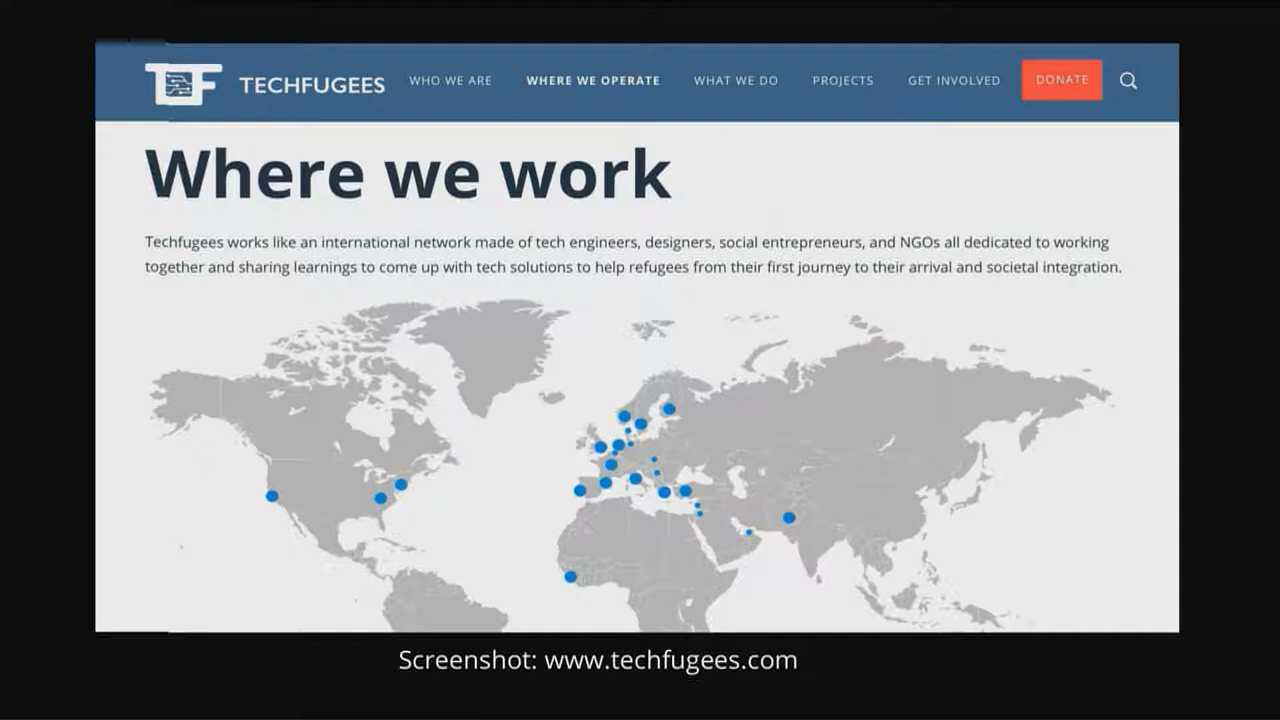 TF TECHFUGEES WHO WE ARE WHERE WE OPERATE WHAT WE DO PROJECTS GET INVOLVED DONATE
Where we work
Techfugees works like an international network made of tech engineers, designers, social entrepreneurs, and NGOs all dedicated to working
together and sharing learnings to come up with tech solutions to help refugees from their first journey to their arrival and societal integration.
Screenshot: www.techfugees.com